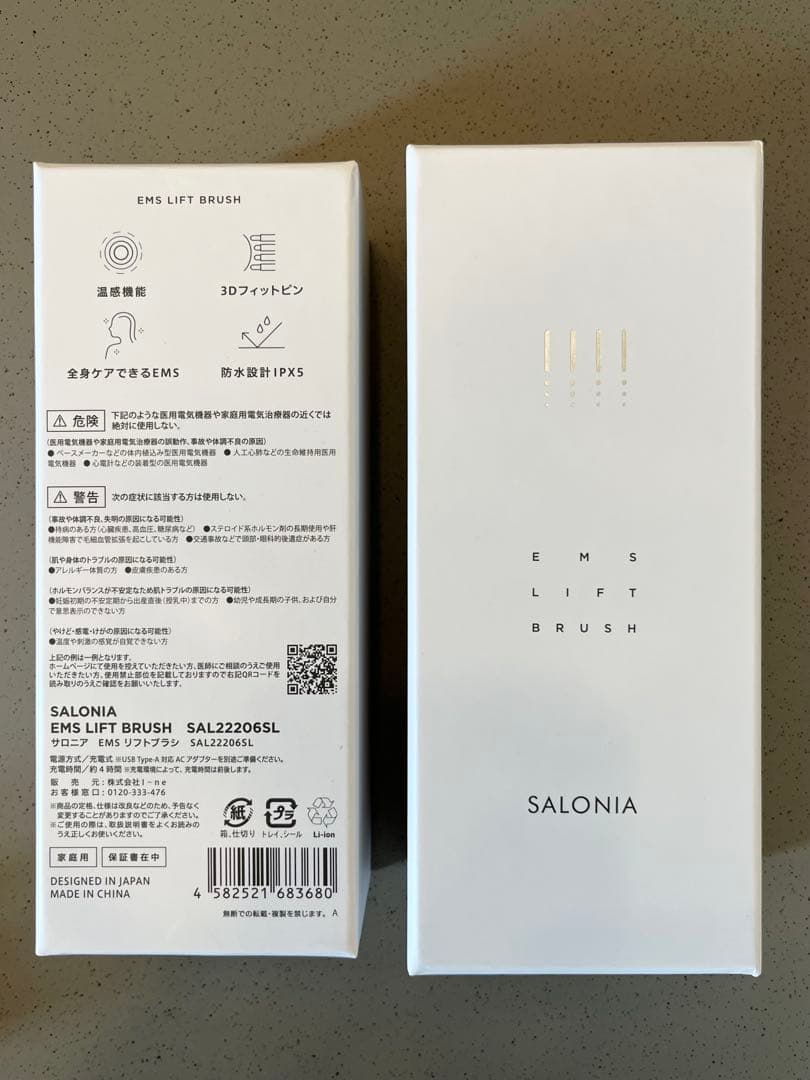 EMS LIFT BRUSH
温感機能
3Dフィットピン
全身ケアできるEMS
防水設計IPX5
危険
下記のような医用電気機器や家庭用電気治療器の近くでは
絶対に使用しない。
(医用電気機器や家庭用電気治療器の誤動作、事故や体調不良の原因)
●ペースメーカーなどの体内植込み型医用電気機器 ●人工心肺などの生命維持用医用
電気機器 ●心電計などの装着型の医用電気機器
警告
次の症状に該当する方は使用しない。
(事故や体調不良、失明の原因になる可能性)
●持病のある方(心臓疾患、高血圧、糖尿病など) ●ステロイド系ホルモン剤の長期使用や肝
機能障害で毛細血管拡張を起こしている方 ●交通事故などで頭部・眼科的後遺症がある方
(肌や身体のトラブルの原因になる可能性)
●アレルギー体質の方 ●皮膚疾患のある方
(ホルモンバランスが不安定なため肌トラブルの原因になる可能性)
●妊娠初期の不安定期から出産直後(授乳中)までの方 ●幼児や成長期の子供、および自分
で意思表示のできない方
(やけど・感電・けがの原因になる可能性)
●温度や刺激の感覚が自覚できない方
上記の例は一例となります。
ホームページにて使用を控えていただきたい方、医師にご相談のうえご使用
いただきたい方、使用禁止部位を記載しておりますので右記QRコードを
読み取りのうえご確認をお願いいたします。
SALONIA
EMS LIFT BRUSH SAL22206SL
サロニア EMS リフトブラシ SAL22206SL
電源方式/充電式 ※USB Type-A 対応 AC アダプターを別途ご準備ください。
充電時間/約4時間 ※充電環境によって、充電時間は前後します。
販売元:株式会社I-ne
お客様窓口:0120-333-476
※商品の定格、仕様は改良などのため、予告なく
変更することがありますのでご了承ください。
※ご使用の際は、取扱説明書をよくお読みの
うえ正しくお使いください。
紙
箱、仕切り
プラ
トレイ、シール
Li-ion
家庭用
保証書在中
DESIGNED IN JAPAN
MADE IN CHINA
4 582521 683680
無断での転載・複製を禁じます。 A
EMS
LIFT
BRUSH
SALONIA